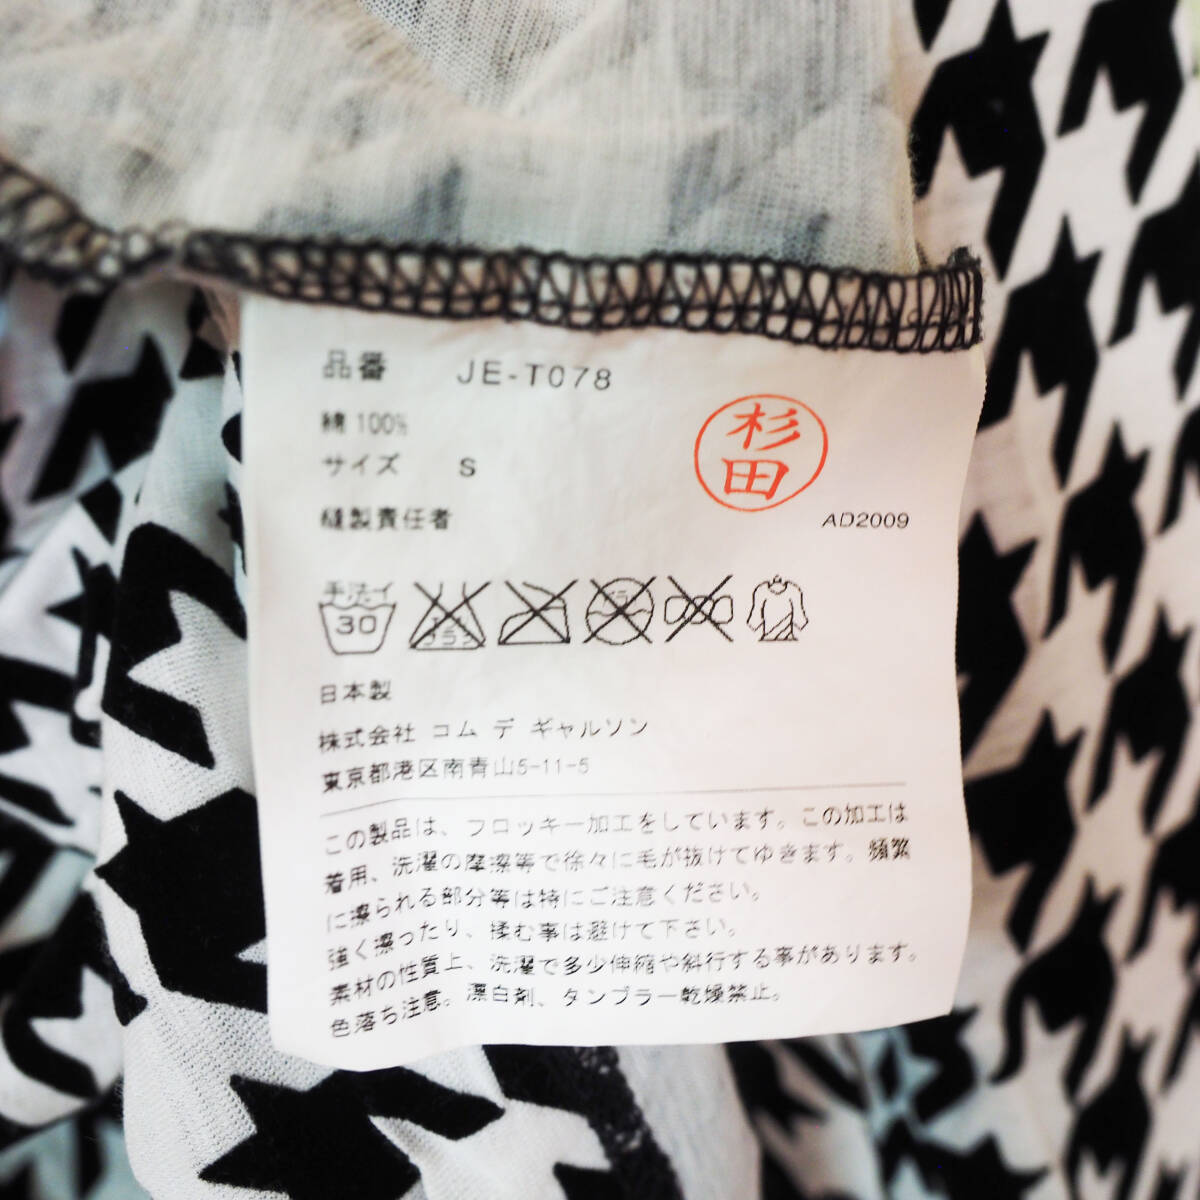 品番 JE-T078
綿 100%
サイズ S
縫製責任者
杉田
AD2009
手洗イ
30
日本製
株式会社 コム デ ギャルソン
東京都港区南青山5-11-5
この製品は、フロッキー加工をしています。この加工は
着用、洗濯の摩擦等で徐々に毛が抜けてゆきます。頻繁
に擦られる部分等は特にご注意ください。
強く擦ったり、揉む事は避けて下さい。
素材の性質上、洗濯で多少伸縮や斜行する事があります。
色落ち注意。漂白剤、タンブラー乾燥禁止。